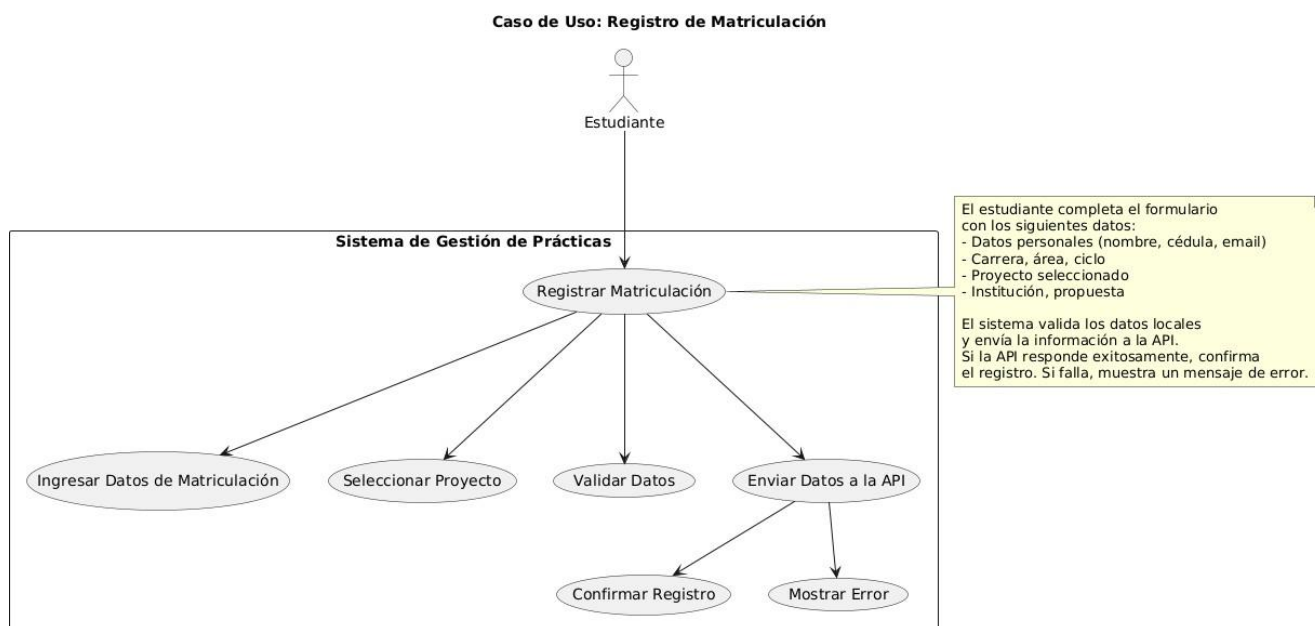 Caso de Uso: Registro de Matriculación
Estudiante
El estudiante completa el formulario
con los siguientes datos:
- Datos personales (nombre, cédula, email)
- Carrera, área, ciclo
- Proyecto seleccionado
- Institución, propuesta
El sistema valida los datos locales
y envía la información a la API.
Si la API responde exitosamente, confirma
el registro. Si falla, muestra un mensaje de error.
Sistema de Gestión de Prácticas
Registrar Matriculación
Ingresar Datos de Matriculación
Seleccionar Proyecto
Validar Datos
Enviar Datos a la API
Confirmar Registro
Mostrar Error